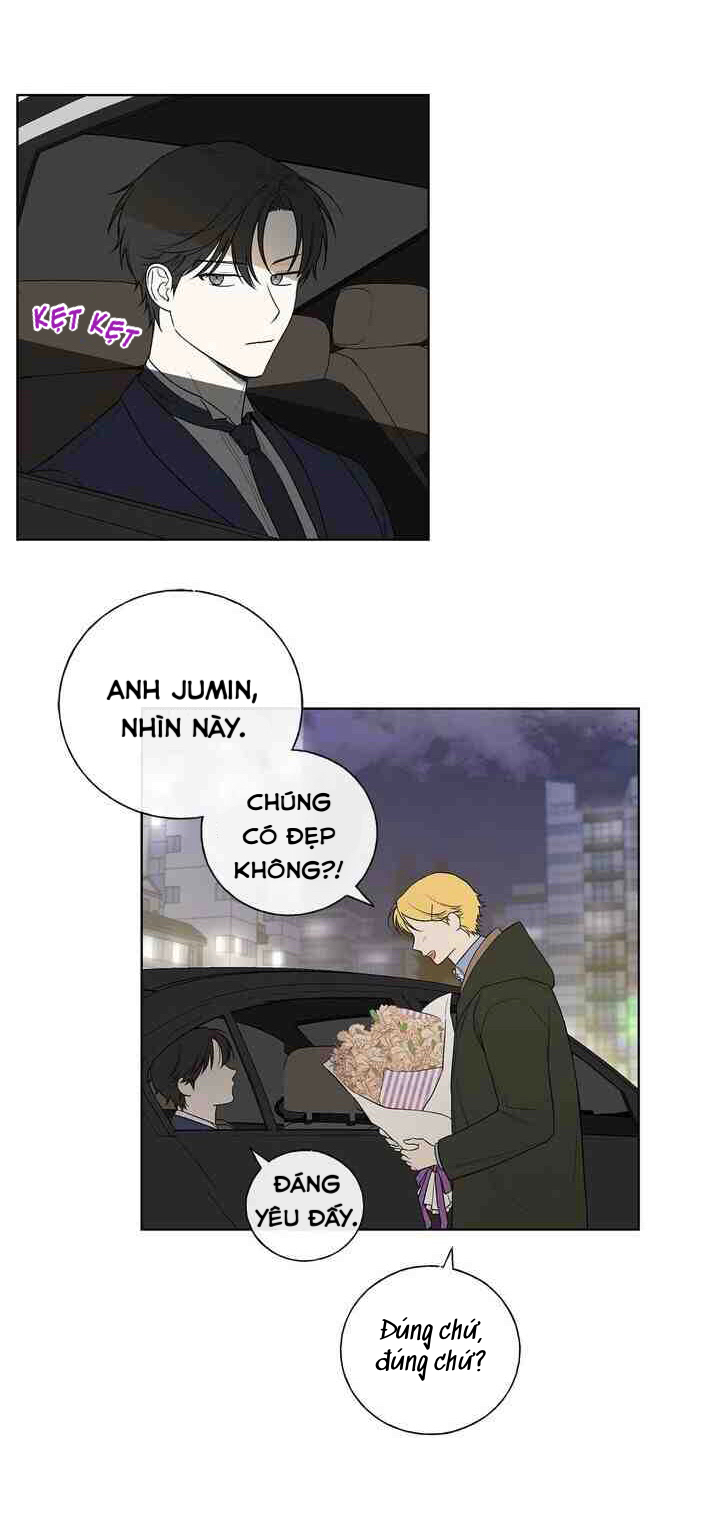 KẸT KẸT
ANH JUMIN,
NHÌN NÀY.
CHÚNG
CÓ ĐẸP
KHÔNG?!
ĐÁNG
YÊU ĐẤY.
Đúng chứ,
đúng chứ?